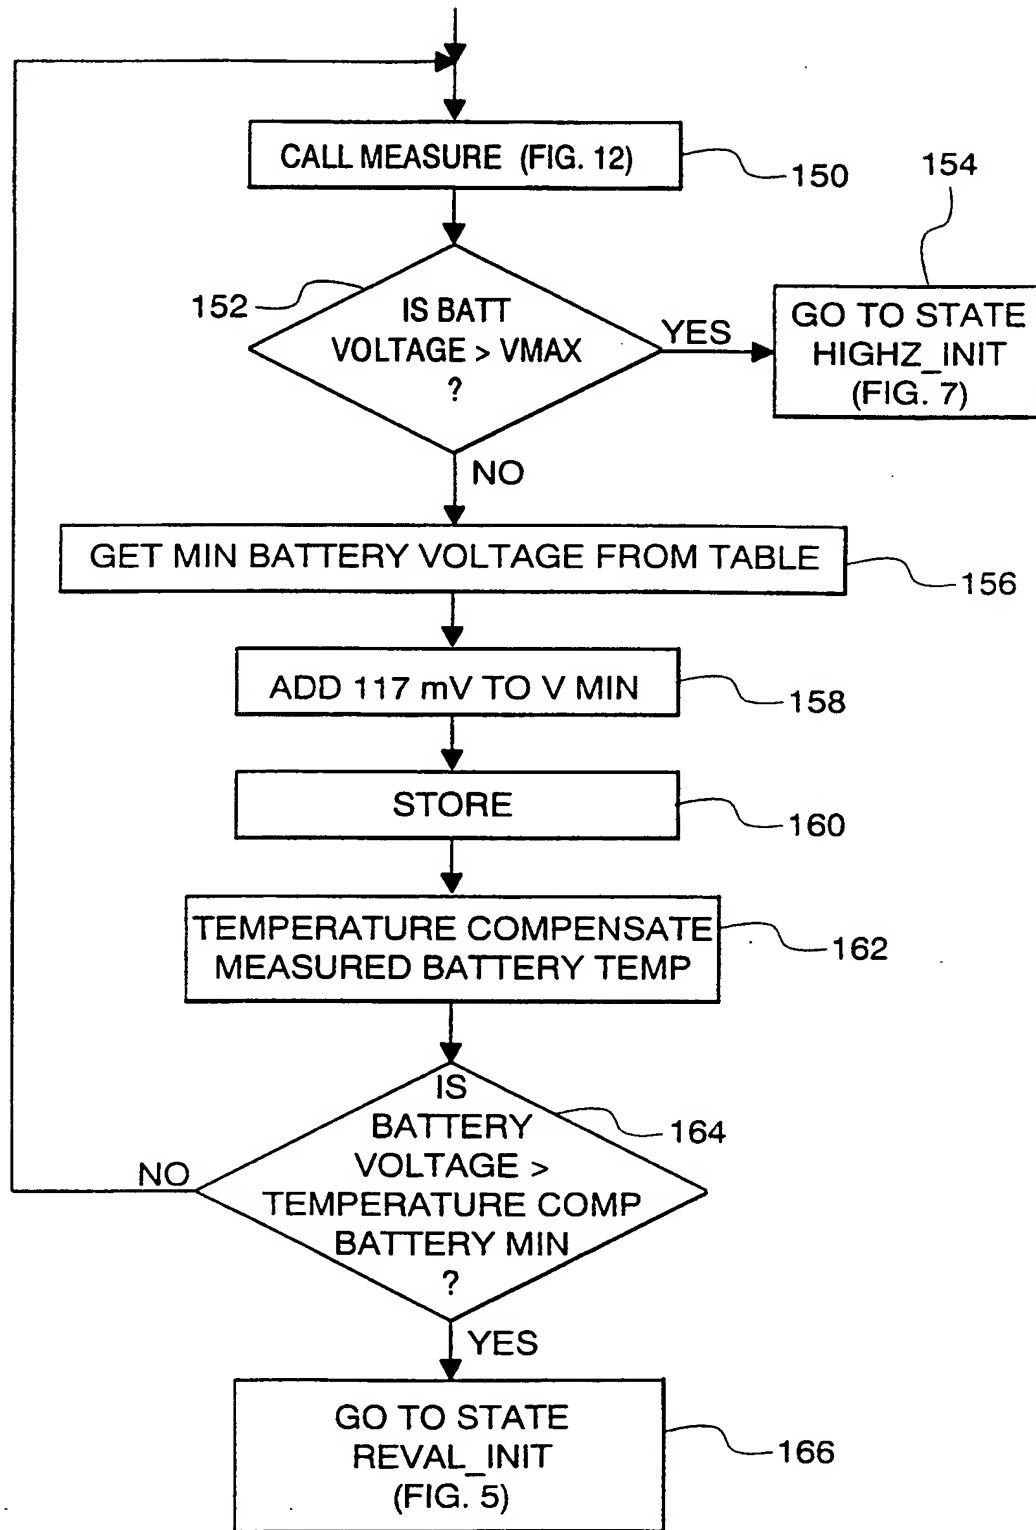 CALL MEASURE (FIG. 12)
150
154
152
IS BATT
VOLTAGE > VMAX
?
YES
GO TO STATE
HIGHZ_INIT
(FIG. 7)
NO
GET MIN BATTERY VOLTAGE FROM TABLE
156
ADD 117 mV TO V MIN
158
STORE
160
TEMPERATURE COMPENSATE
MEASURED BATTERY TEMP
162
IS
BATTERY
VOLTAGE >
TEMPERATURE COMP
BATTERY MIN
?
164
NO
YES
GO TO STATE
REVAL_INIT
(FIG. 5)
166